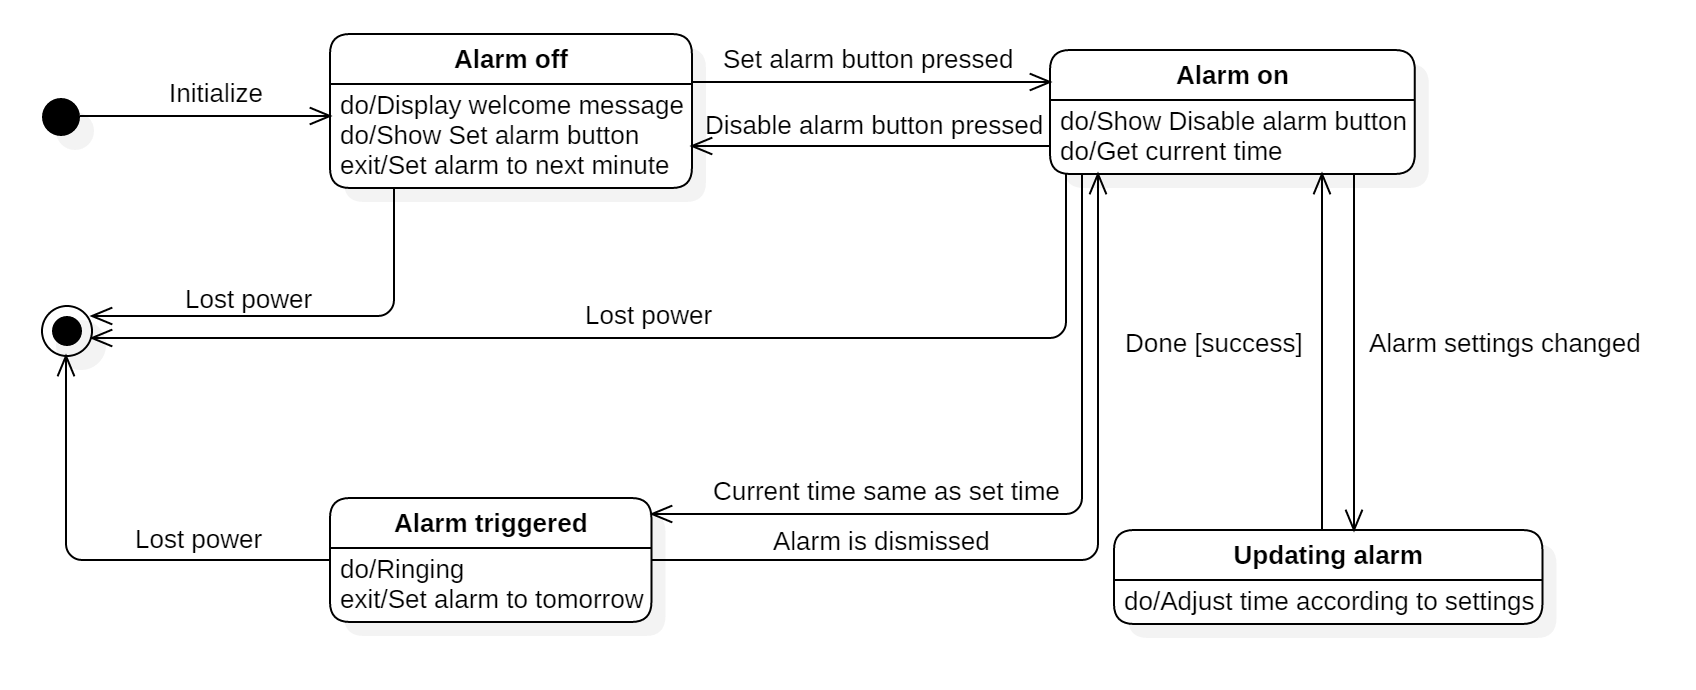 Initialize
Alarm off
do/Display welcome message
do/Show Set alarm button
exit/Set alarm to next minute
Set alarm button pressed
Disable alarm button pressed
Alarm on
do/Show Disable alarm button
do/Get current time
Lost power
Lost power
Done [success]
Alarm settings changed
Current time same as set time
Alarm is dismissed
Lost power
Alarm triggered
do/Ringing
exit/Set alarm to tomorrow
Updating alarm
do/Adjust time according to settings